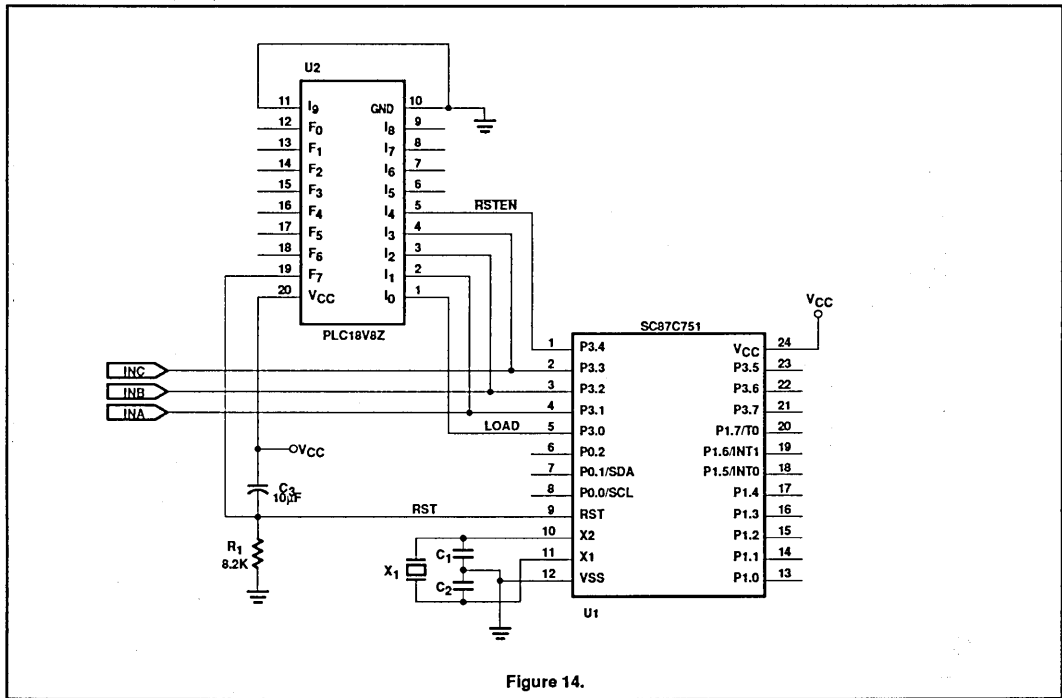 U2
11 I9 GND 10
12 F0 I8 9
13 F1 I7 8
14 F2 I6 7
15 F3 I5 6
16 F4 I4 5 RSTEN
17 F5 I3 4
18 F6 I2 3
19 F7 I1 2
20 VCC I0 1
PLC18V8Z
VCC
SC87C751
1 P3.4 VCC 24
INC 2 P3.3 P3.5 23
INB 3 P3.2 P3.6 22
INA 4 P3.1 P3.7 21
LOAD 5 P3.0 P1.7/T0 20
6 P0.2 P1.6/INT1 19
VCC 7 P0.1/SDA P1.5/INT0 18
8 P0.0/SCL P1.4 17
C3
10µF
RST 9 RST P1.3 16
10 X2 P1.2 15
R1
8.2K
X1 C1 11 X1 P1.1 14
C2 12 VSS P1.0 13
U1
Figure 14.